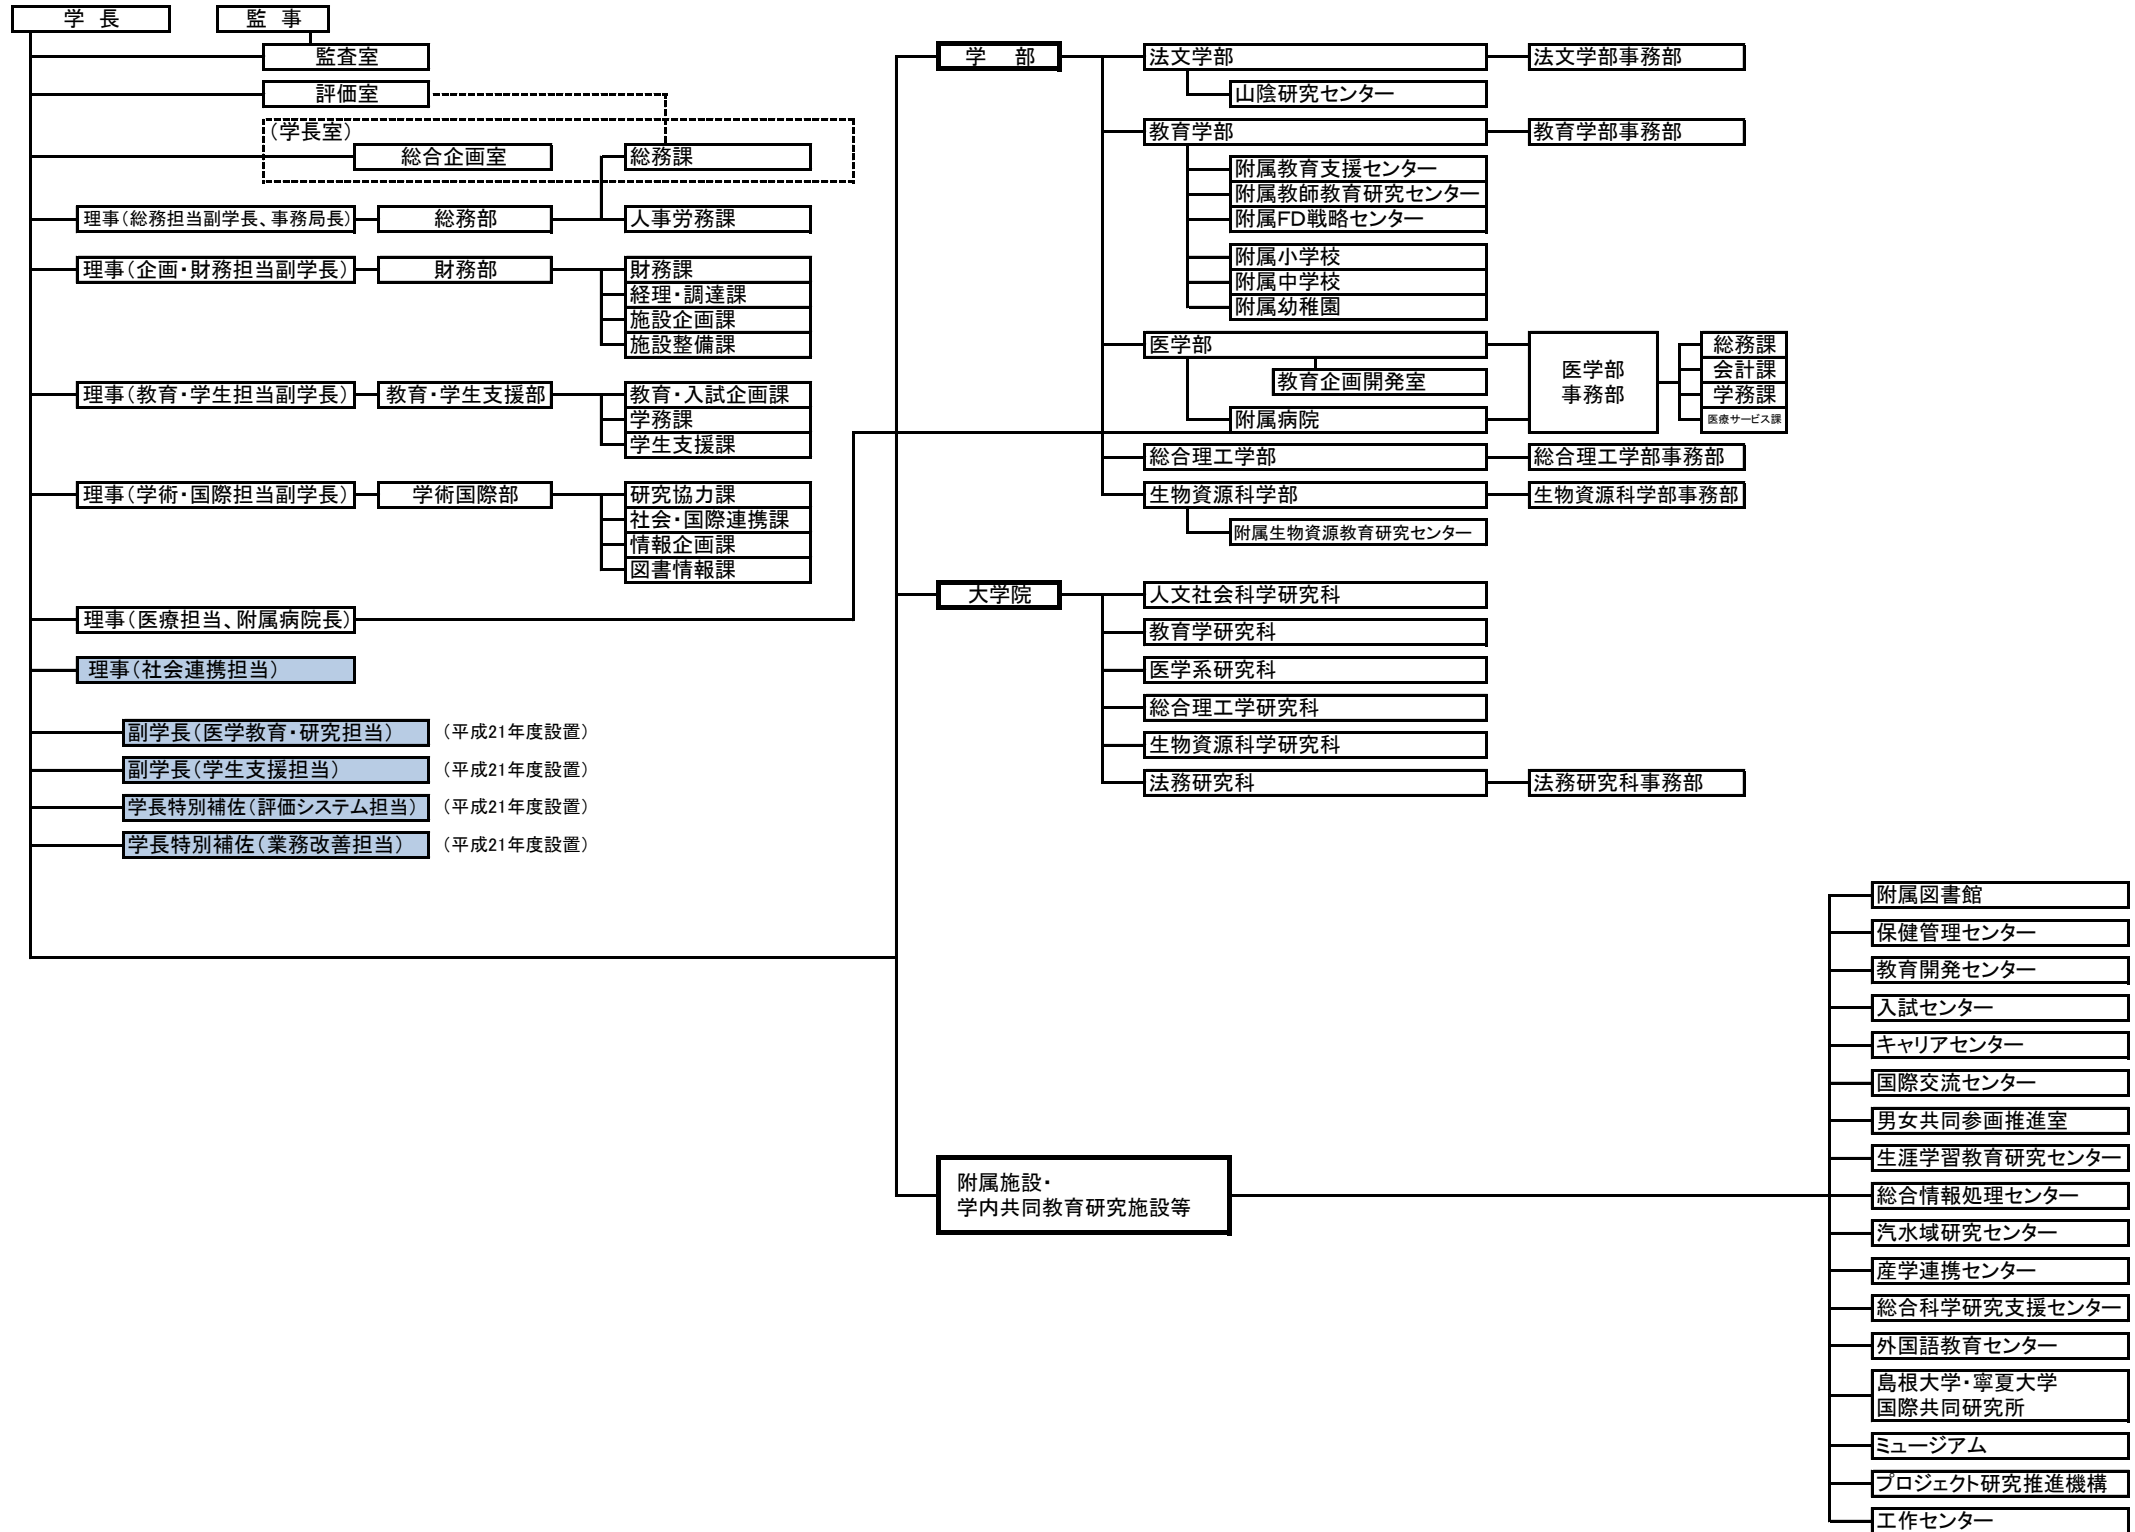 学 長
監 事
監査室
評価室
(学長室)
総合企画室
総務課
理事(総務担当副学長、事務局長)
総務部
人事労務課
理事(企画・財務担当副学長)
財務部
財務課
経理・調達課
施設企画課
施設整備課
理事(教育・学生担当副学長)
教育・学生支援部
教育・入試企画課
学務課
学生支援課
理事(学術・国際担当副学長)
学術国際部
研究協力課
社会・国際連携課
情報企画課
図書情報課
理事(医療担当、附属病院長)
理事(社会連携担当)
副学長(医学教育・研究担当)
(平成21年度設置)
副学長(学生支援担当)
(平成21年度設置)
学長特別補佐(評価システム担当)
(平成21年度設置)
学長特別補佐(業務改善担当)
(平成21年度設置)
学 部
法文学部
法文学部事務部
山陰研究センター
教育学部
教育学部事務部
附属教育支援センター
附属教師教育研究センター
附属FD戦略センター
附属小学校
附属中学校
附属幼稚園
医学部
教育企画開発室
附属病院
医学部
事務部
総務課
会計課
学務課
医療サービス課
総合理工学部
総合理工学部事務部
生物資源科学部
生物資源科学部事務部
附属生物資源教育研究センター
大学院
人文社会科学研究科
教育学研究科
医学系研究科
総合理工学研究科
生物資源科学研究科
法務研究科
法務研究科事務部
附属施設・
学内共同教育研究施設等
附属図書館
保健管理センター
教育開発センター
入試センター
キャリアセンター
国際交流センター
男女共同参画推進室
生涯学習教育研究センター
総合情報処理センター
汽水域研究センター
産学連携センター
総合科学研究支援センター
外国語教育センター
島根大学・寧夏大学
国際共同研究所
ミュージアム
プロジェクト研究推進機構
工作センター